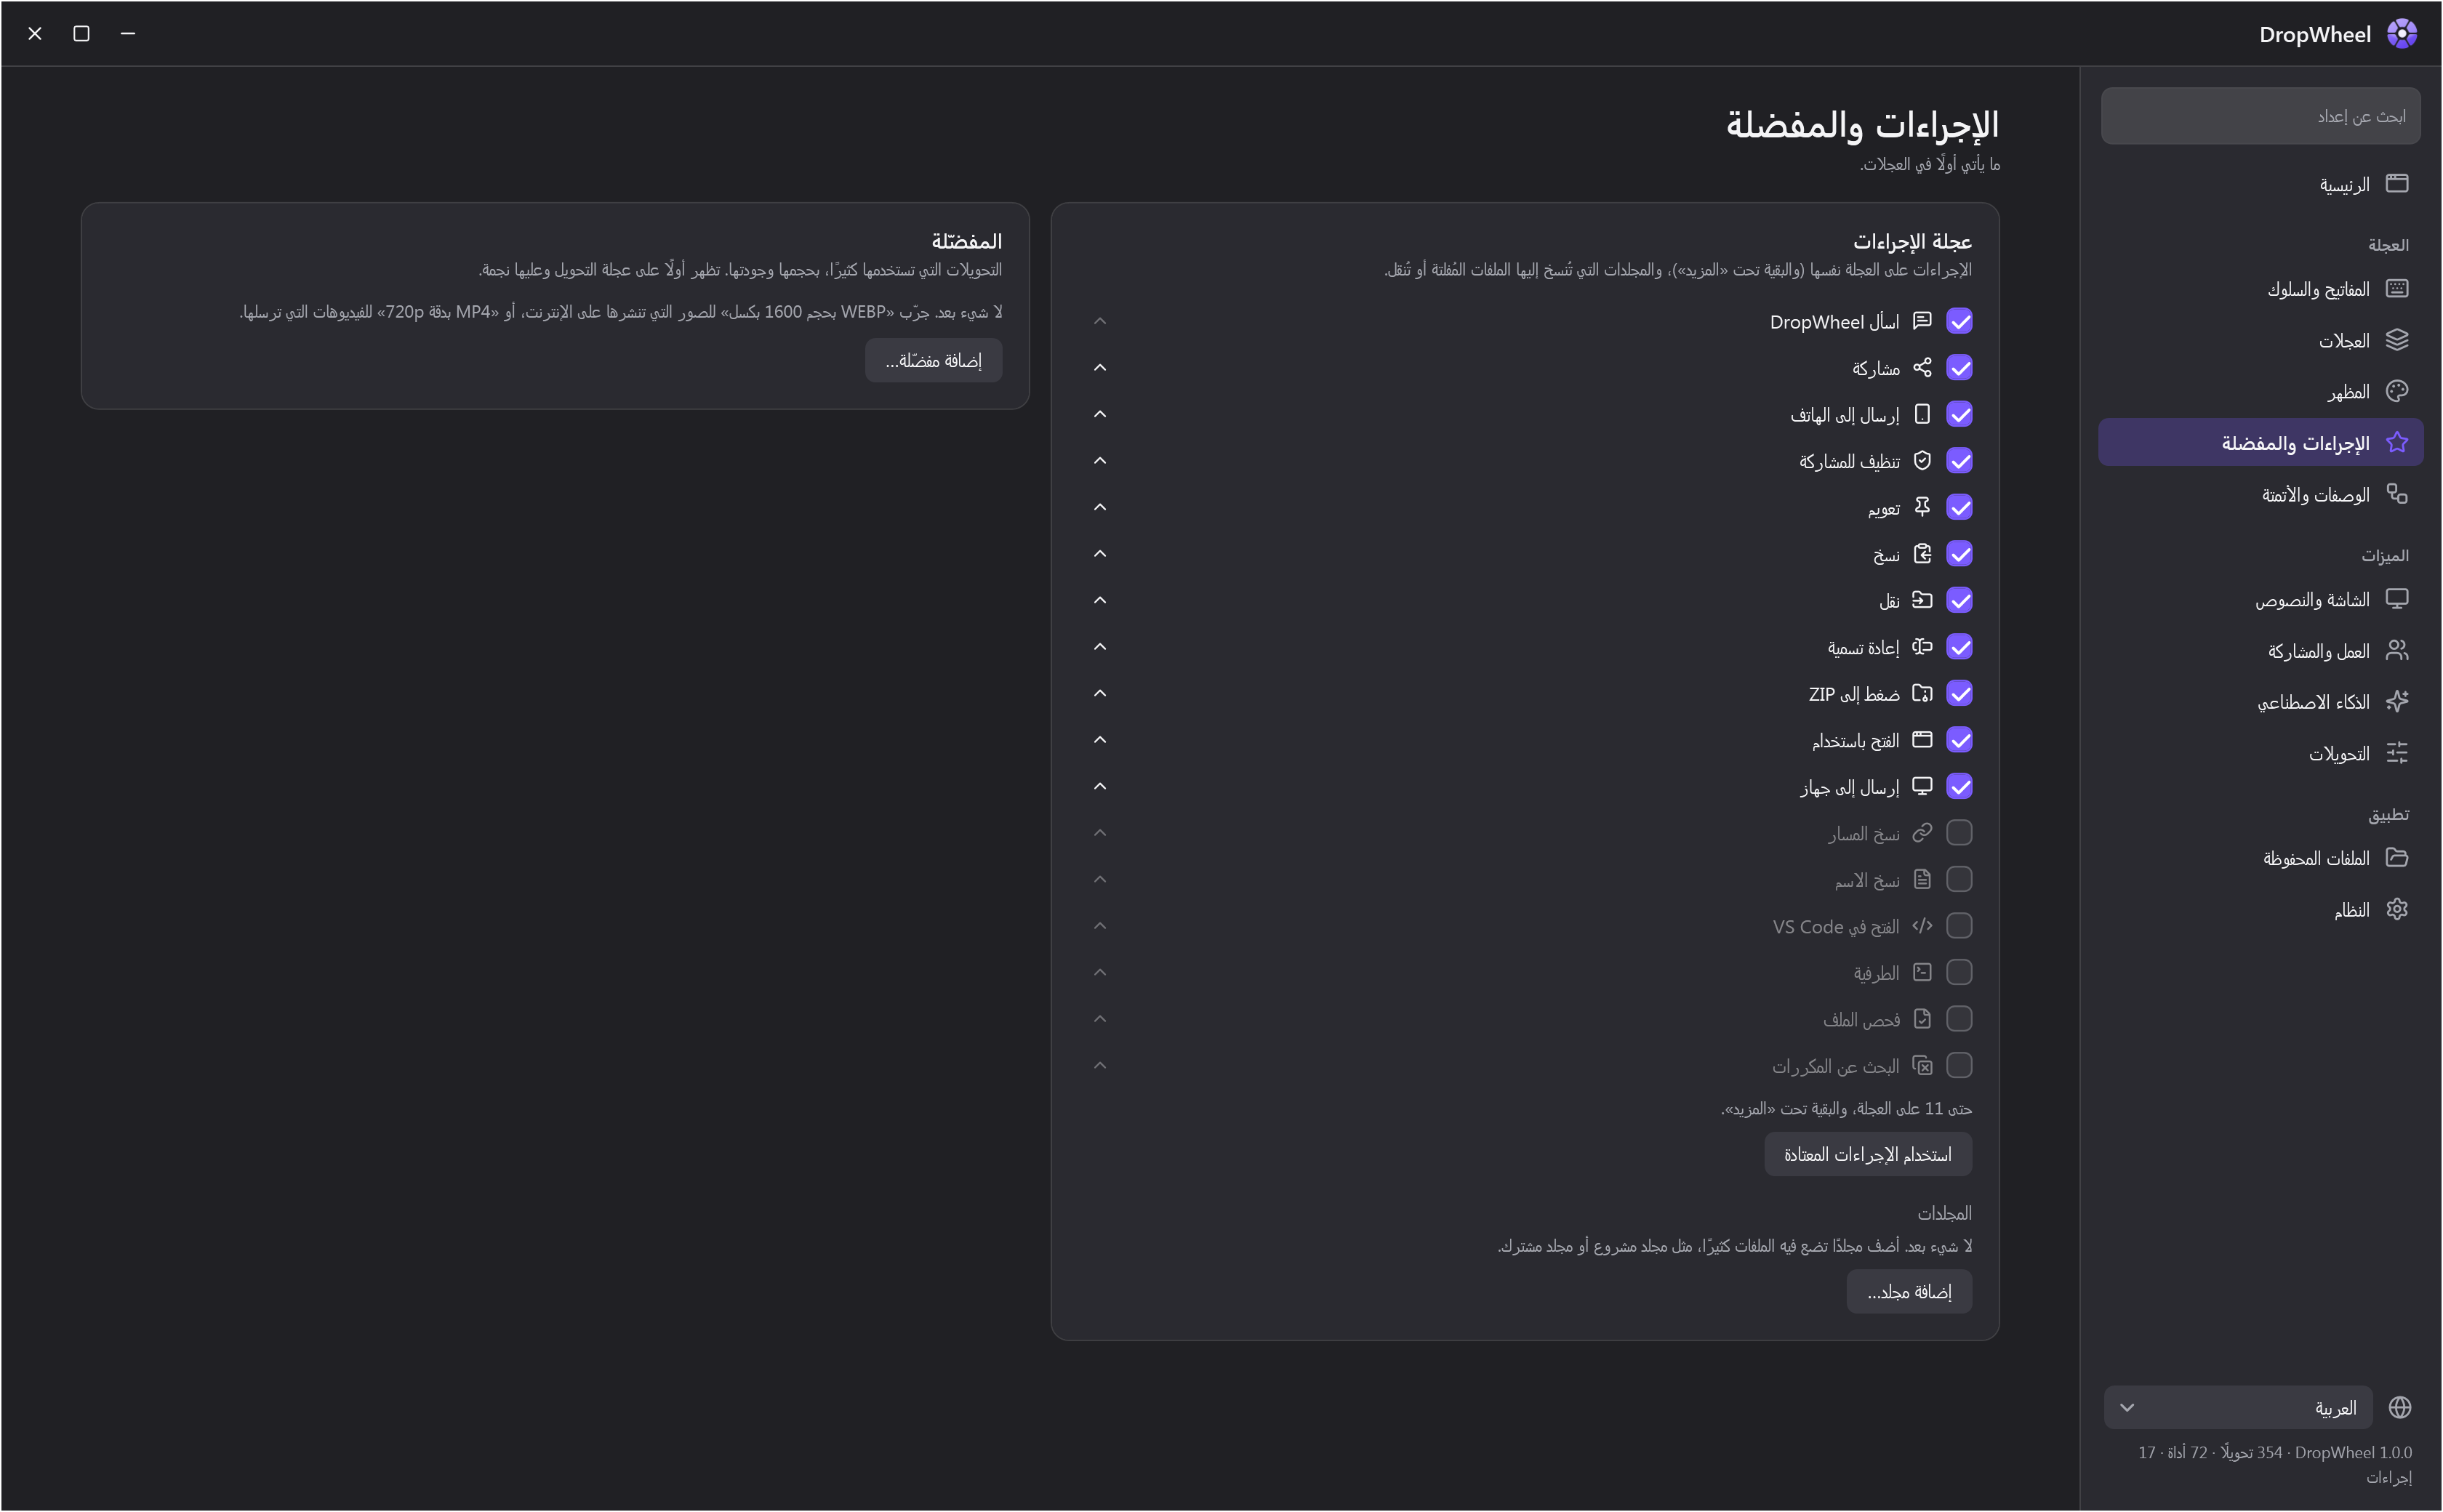 DropWheel
ابحث عن إعداد
الرئيسية
العجلة
المفاتيح والسلوك
العجلات
المظهر
الإجراءات والمفضلة
الوصفات والأتمتة
الميزات
الشاشة والنصوص
العمل والمشاركة
الذكاء الاصطناعي
التحويلات
تطبيق
الملفات المحفوظة
النظام
العربية
DropWheel 1.0.0 · 354 تحويلًا · 72 أداة · 17
إجراءات
الإجراءات والمفضلة
ما يأتي أولًا في العجلات.
عجلة الإجراءات
الإجراءات على العجلة نفسها (والبقية تحت «المزيد»)، والمجلدات التي تُنسخ إليها الملفات المُفلتة أو تُنقل.
اسأل DropWheel
مشاركة
إرسال إلى الهاتف
تنظيف للمشاركة
تعويم
نسخ
نقل
إعادة تسمية
ضغط إلى ZIP
الفتح باستخدام
إرسال إلى جهاز
نسخ المسار
نسخ الاسم
الفتح في VS Code
الطرفية
فحص الملف
البحث عن المكررات
حتى 11 على العجلة، والبقية تحت «المزيد».
استخدام الإجراءات المعتادة
المجلدات
لا شيء بعد. أضف مجلدًا تضع فيه الملفات كثيرًا، مثل مجلد مشروع أو مجلد مشترك.
إضافة مجلد...
المفضّلة
التحويلات التي تستخدمها كثيرًا، بحجمها وجودتها. تظهر أولًا على عجلة التحويل وعليها نجمة.
لا شيء بعد. جرّب «WEBP بحجم 1600 بكسل» للصور التي تنشرها على الإنترنت، أو «MP4 بدقة 720p» للفيديوهات التي ترسلها.
إضافة مفضّلة...